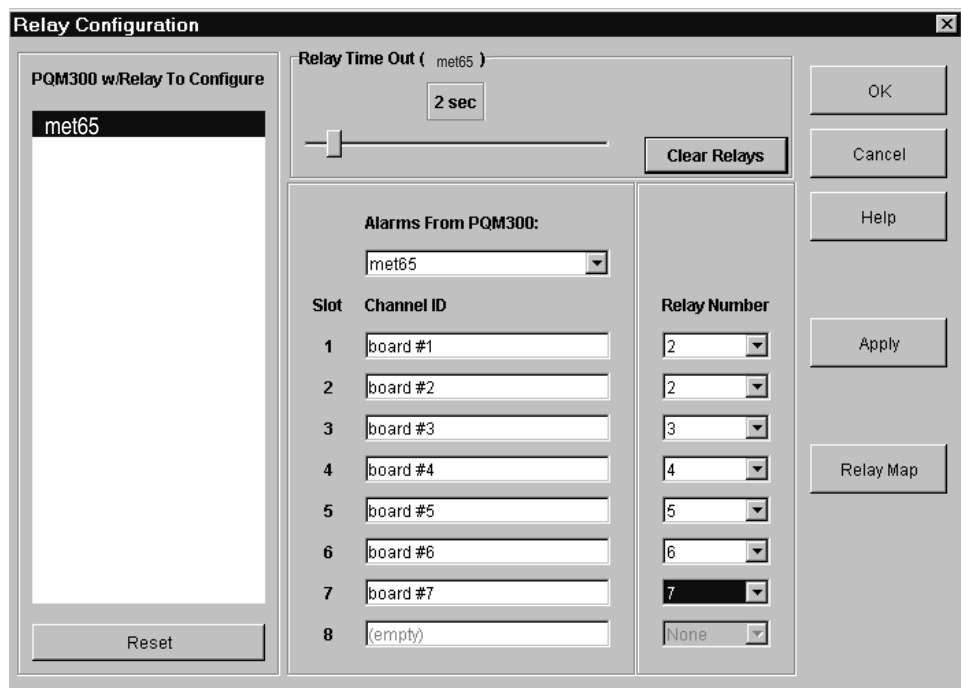 Relay Configuration
PQM300 w/Relay To Configure
met65
Reset
Relay Time Out ( met65 )
2 sec
Clear Relays
Alarms From PQM300:
met65
Slot Channel ID Relay Number
1 board #1 2
2 board #2 2
3 board #3 3
4 board #4 4
5 board #5 5
6 board #6 6
7 board #7 7
8 (empty) None
OK
Cancel
Help
Apply
Relay Map